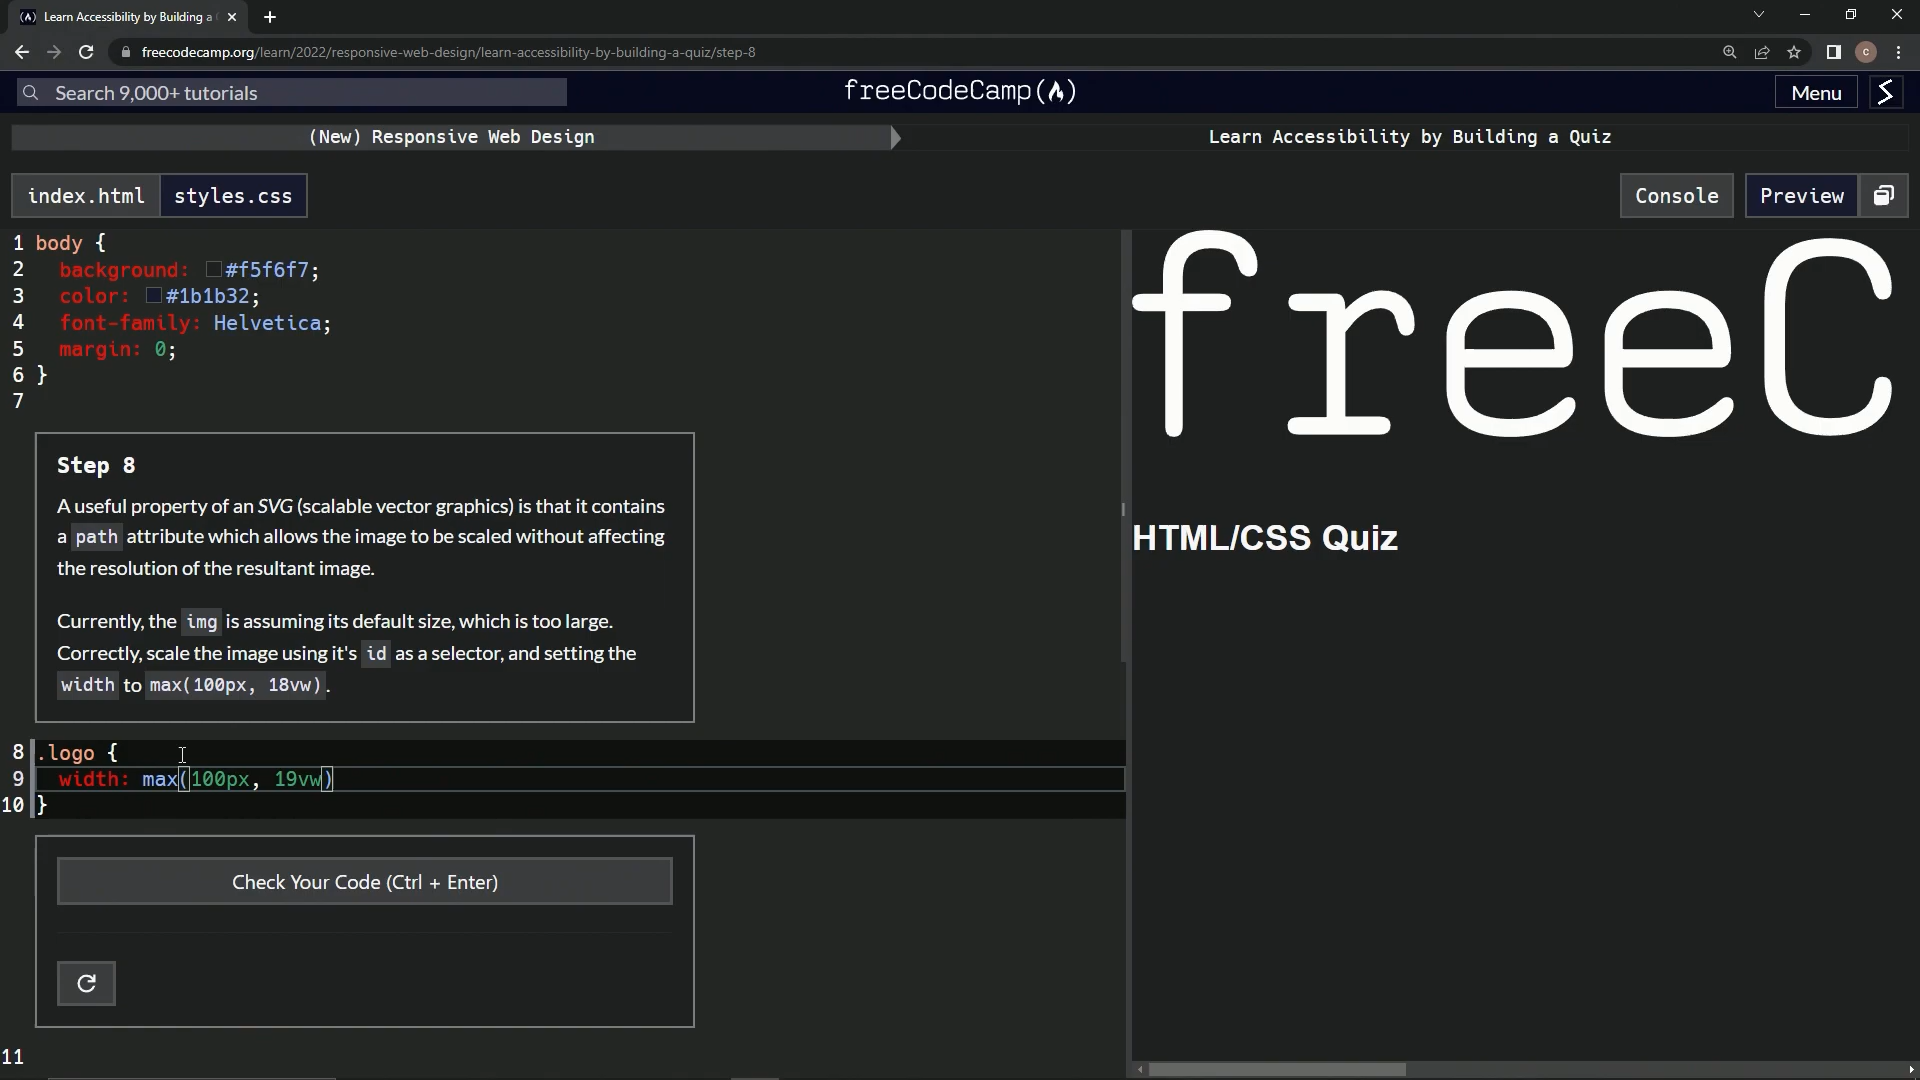 Learn Accessibility by Building a
freecodecamp.org/learn/2022/responsive-web-design/learn-accessibility-by-building-a-quiz/step-8
C
Search 9,000+ tutorials
freeCodeCamp
Menu
(New) Responsive Web Design
Learn Accessibility by Building a Quiz
index.html
styles.css
Console
Preview
1 body {
2 background: #f5f6f7;
3 color: #1b1b32;
4 font-family: Helvetica;
5 margin: 0;
6 }
7
Step 8
A useful property of an SVG (scalable vector graphics) is that it contains
a path attribute which allows the image to be scaled without affecting
the resolution of the resultant image.
Currently, the img is assuming its default size, which is too large.
Correctly, scale the image using it's id as a selector, and setting the
width to max(100px, 18vw).
8 .logo {
9 width: max(100px, 19vw)
10 }
Check Your Code (Ctrl + Enter)
11
freeC
HTML/CSS Quiz